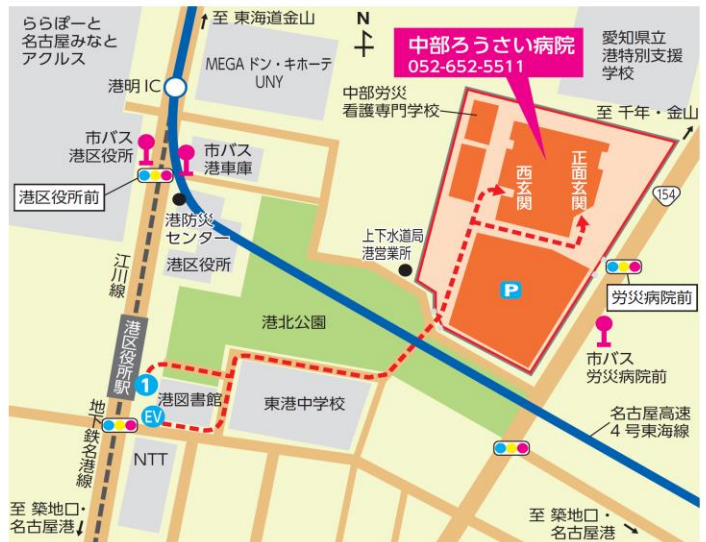 ららぽーと
名古屋みなと
アクルス
至 東海道金山
MEGA ドン・キホーテ
UNY
N
中部ろうさい病院
052-652-5511
愛知県立
港特別支援
学校
港明 IC
中部労災
看護専門学校
至 千年・金山
市バス
港区役所
市バス
港車庫
港区役所前
西玄関
正面玄関
154
港防災
センター
港区役所
上下水道局
港営業所
P
労災病院前
江川線
港北公園
市バス
労災病院前
港区役所駅
1
EV
港図書館
東港中学校
名古屋高速
4 号東海線
地下鉄名港線
NTT
至 築地口・
名古屋港
至 築地口・
名古屋港